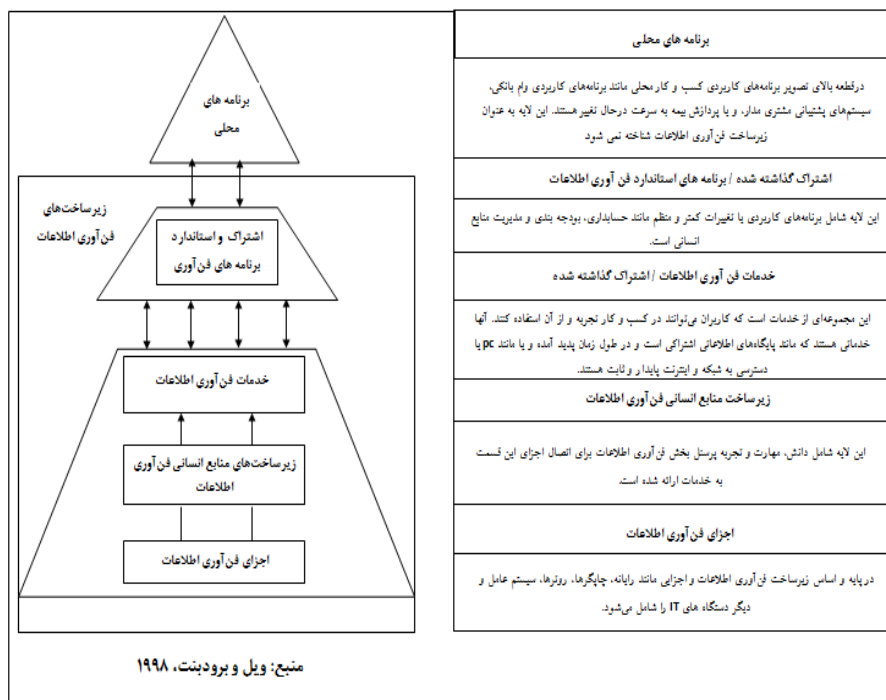 برنامه های
محلی
زیرساخت‌های
فن‌آوری اطلاعات
اشتراک و استاندارد
برنامه های فن‌آوری
خدمات فن‌آوری اطلاعات
زیرساخت‌های منابع انسانی فن‌آوری
اطلاعات
اجزای فن‌آوری اطلاعات
منبع: ویل و برودبنت، ۱۹۹۸
برنامه های محلی
درقطعه بالای تصویر برنامه‌های کاربردی کسب و کار محلی مانند برنامه‌های کاربردی وام بانکی،
سیستم‌های پشتیبانی مشتری مدار، و یا پردازش بیمه به سرعت درحال تغییر هستند. این لایه به عنوان
زیرساخت فن‌آوری اطلاعات شناخته نمی شود.
اشتراک گذاشته شده / برنامه های استاندارد فن آوری اطلاعات
این لایه شامل برنامه‌های کاربردی با تغییرات کمتر و منظم مانند حسابداری، بودجه بندی و مدیریت منابع
انسانی است.
خدمات فن آوری اطلاعات / اشتراک گذاشته شده
این مجموعه‌ای از خدمات است که کاربران می‌توانند در کسب و کار تجربه و از آن استفاده کنند. آنها
خدماتی هستند که مانند پایگاه‌های اطلاعاتی اشتراکی است و در طول زمان پدید آمده و یا مانند pc یا
دسترسی به شبکه و اینترنت پایدار و ثابت هستند.
زیرساخت منابع انسانی فن‌آوری اطلاعات
این لایه شامل دانش، مهارت و تجربه پرسنل بخش فن‌آوری اطلاعات برای اتصال اجزای این قسمت
به خدمات ارائه شده است.
اجزای فن‌آوری اطلاعات
در پایه و اساس زیرساخت فن‌آوری اطلاعات و اجزایی مانند رایانه، چاپگرها، روترها، سیستم عامل و
دیگر دستگاه های IT را شامل می‌شود.